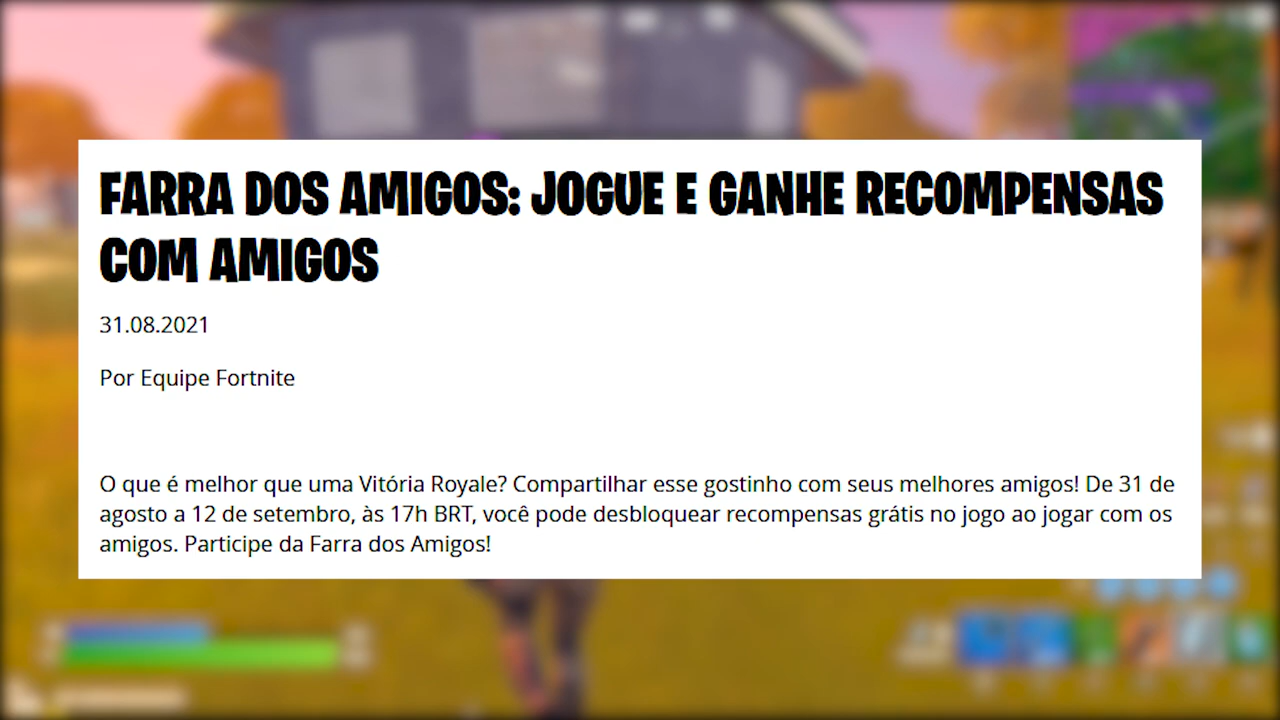 FARRA DOS AMIGOS: JOGUE E GANHE RECOMPENSAS
COM AMIGOS
31.08.2021
Por Equipe Fortnite
O que é melhor que uma Vitória Royale? Compartilhar esse gostinho com seus melhores amigos! De 31 de
agosto a 12 de setembro, às 17h BRT, você pode desbloquear recompensas grátis no jogo ao jogar com os
amigos. Participe da Farra dos Amigos!